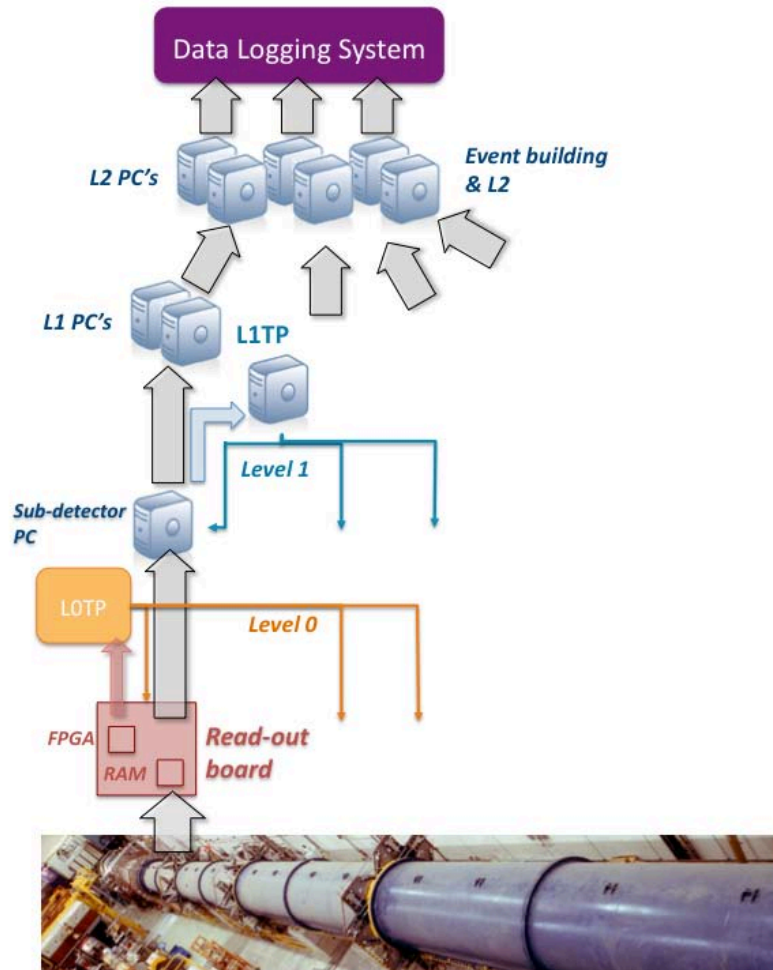 Data Logging System
L2 PC's
Event building
& L2
L1 PC's
L1TP
Level 1
Sub-detector
PC
L0TP
Level 0
FPGA
RAM
Read-out
board